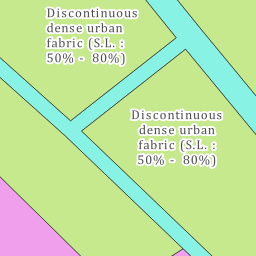 Discontinuous
dense urban
fabric (S.L. :
50% -  80%)
Discontinuous
dense urban
fabric (S.L. :
50% -  80%)